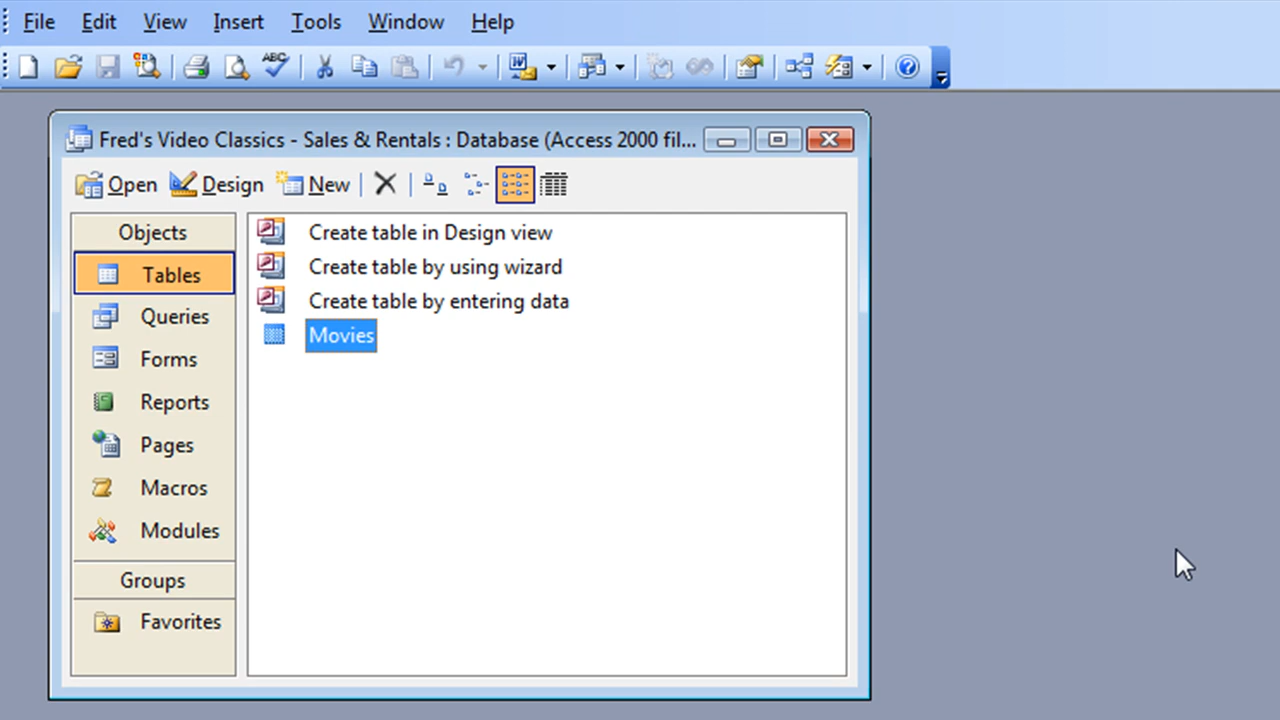 File Edit View Insert Tools Window Help
ABC
Fred's Video Classics - Sales & Rentals : Database (Access 2000 fil...
Open Design New
Objects
Tables
Queries
Forms
Reports
Pages
Macros
Modules
Groups
Favorites
Create table in Design view
Create table by using wizard
Create table by entering data
Movies